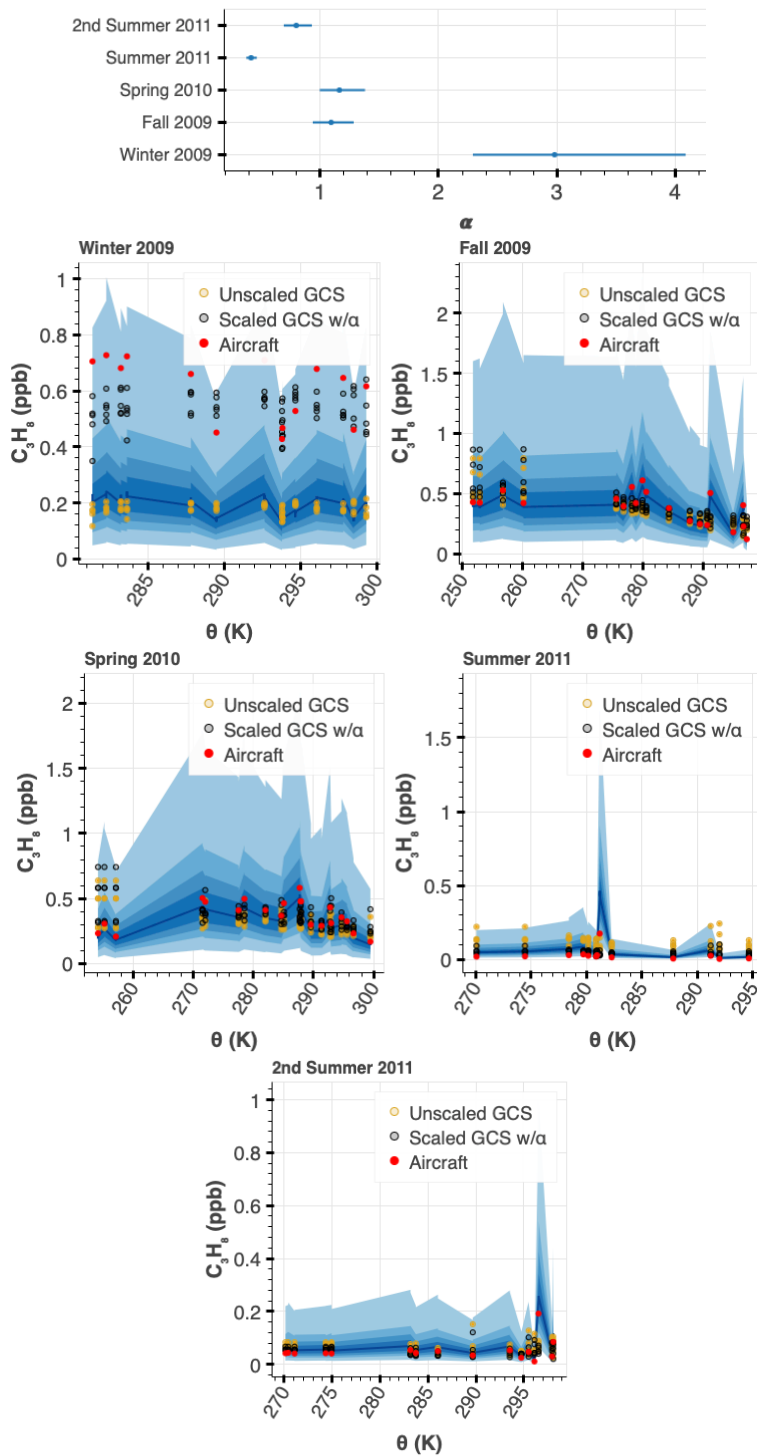 2nd Summer 2011
Summer 2011
Spring 2010
Fall 2009
Winter 2009
1 2 3 4
α
Winter 2009
Unscaled GCS
Scaled GCS w/α
Aircraft
C₃H₈ (ppb)
1
0.8
0.6
0.4
0.2
0
285 290 295 300
θ (K)
Fall 2009
Unscaled GCS
Scaled GCS w/α
Aircraft
C₃H₈ (ppb)
2
1.5
1
0.5
0
250 260 270 280 290
θ (K)
Spring 2010
Unscaled GCS
Scaled GCS w/α
Aircraft
C₃H₈ (ppb)
2
1.5
1
0.5
0
260 270 280 290 300
θ (K)
Summer 2011
Unscaled GCS
Scaled GCS w/α
Aircraft
C₃H₈ (ppb)
1.5
1
0.5
0
270 275 280 285 290 295
θ (K)
2nd Summer 2011
Unscaled GCS
Scaled GCS w/α
Aircraft
C₃H₈ (ppb)
1
0.8
0.6
0.4
0.2
0
270 275 280 285 290 295
θ (K)